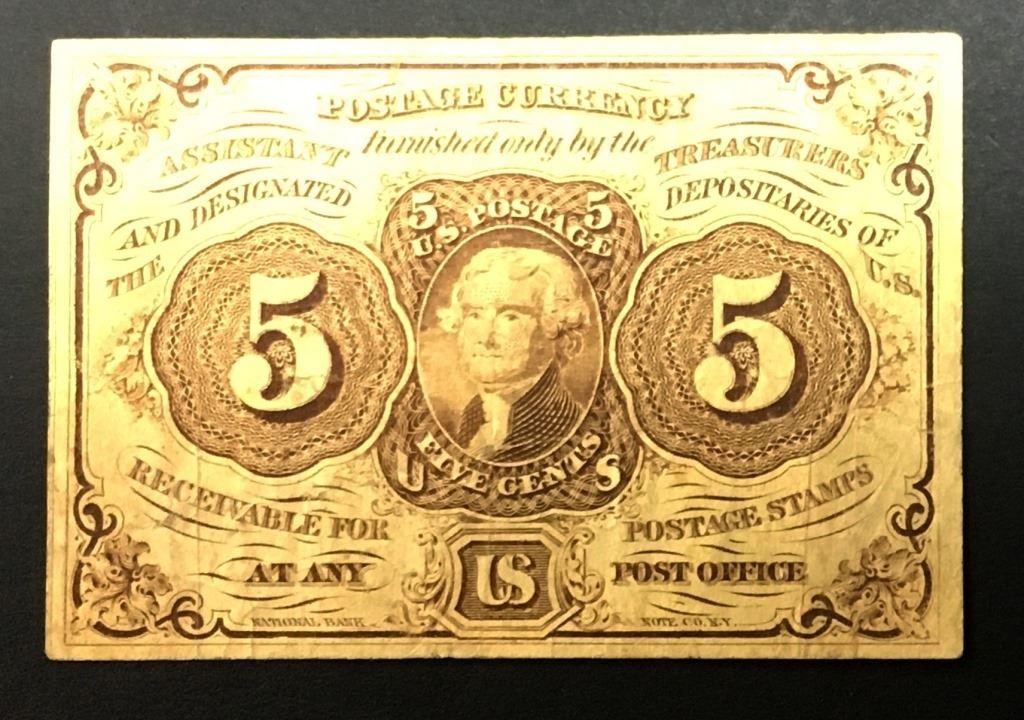 POSTAGE CURRENCY
furnished only by the
ASSISTANT TREASURERS
AND DESIGNATED DEPOSITARIES OF
THE U.S.
5 5
U.S. POSTAGE
5 5
U FIVE CENTS S
RECEIVABLE FOR POSTAGE STAMPS
AT ANY US POST OFFICE
NATIONAL BANK NOTE CO. N.Y.